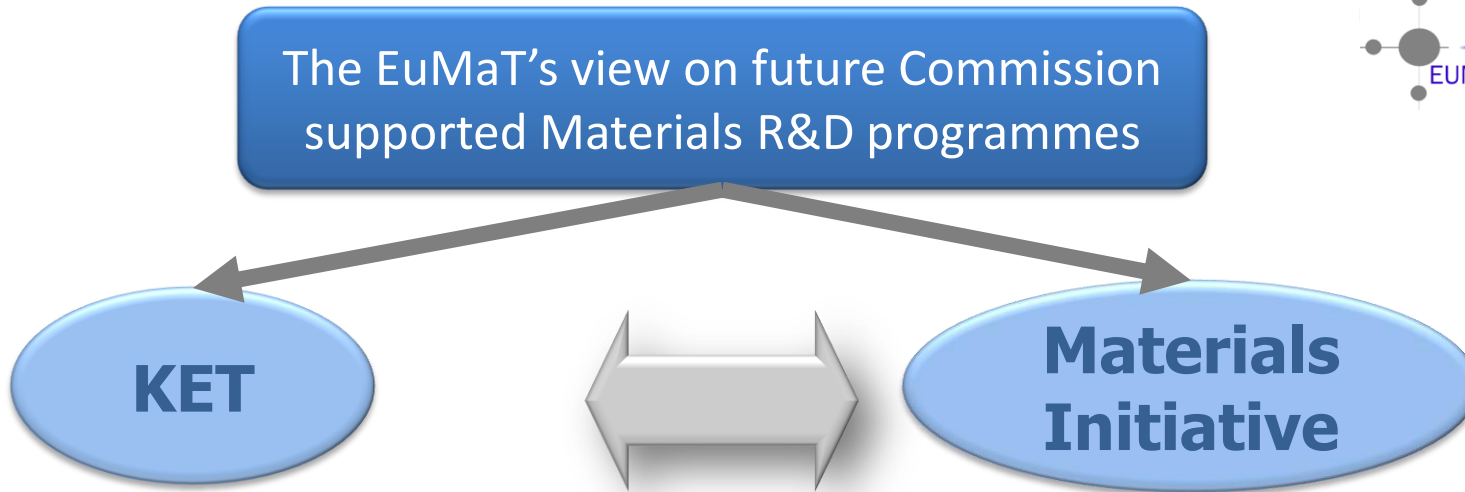 The EuMaT’s view on future Commission
supported Materials R&D programmes
KET
Materials
Initiative